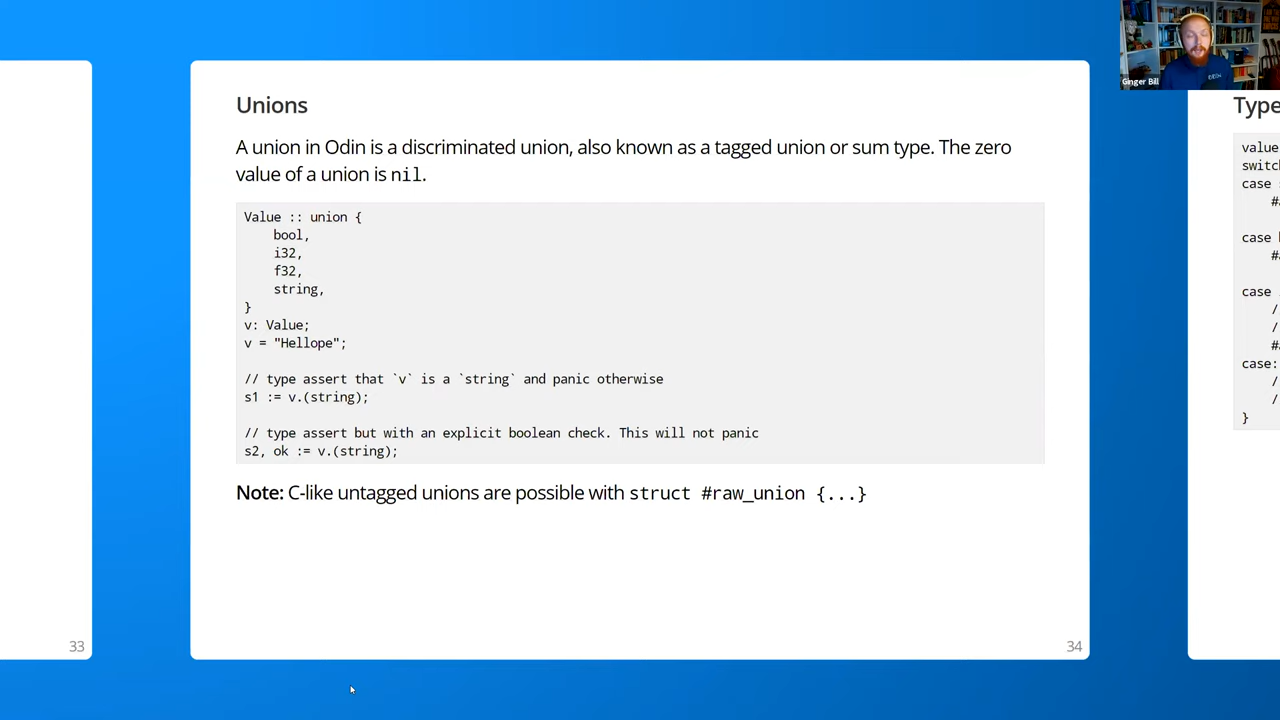 Ginger Bill
Unions
A union in Odin is a discriminated union, also known as a tagged union or sum type. The zero
value of a union is nil.
Value :: union {
    bool,
    i32,
    f32,
    string,
}
v: Value;
v = "Hellope";
// type assert that `v` is a `string` and panic otherwise
s1 := v.(string);
// type assert but with an explicit boolean check. This will not panic
s2, ok := v.(string);
Note: C-like untagged unions are possible with struct #raw_union {...}
33
34
Type
value
switch
case
case
case
/
/
case:
/
/
}